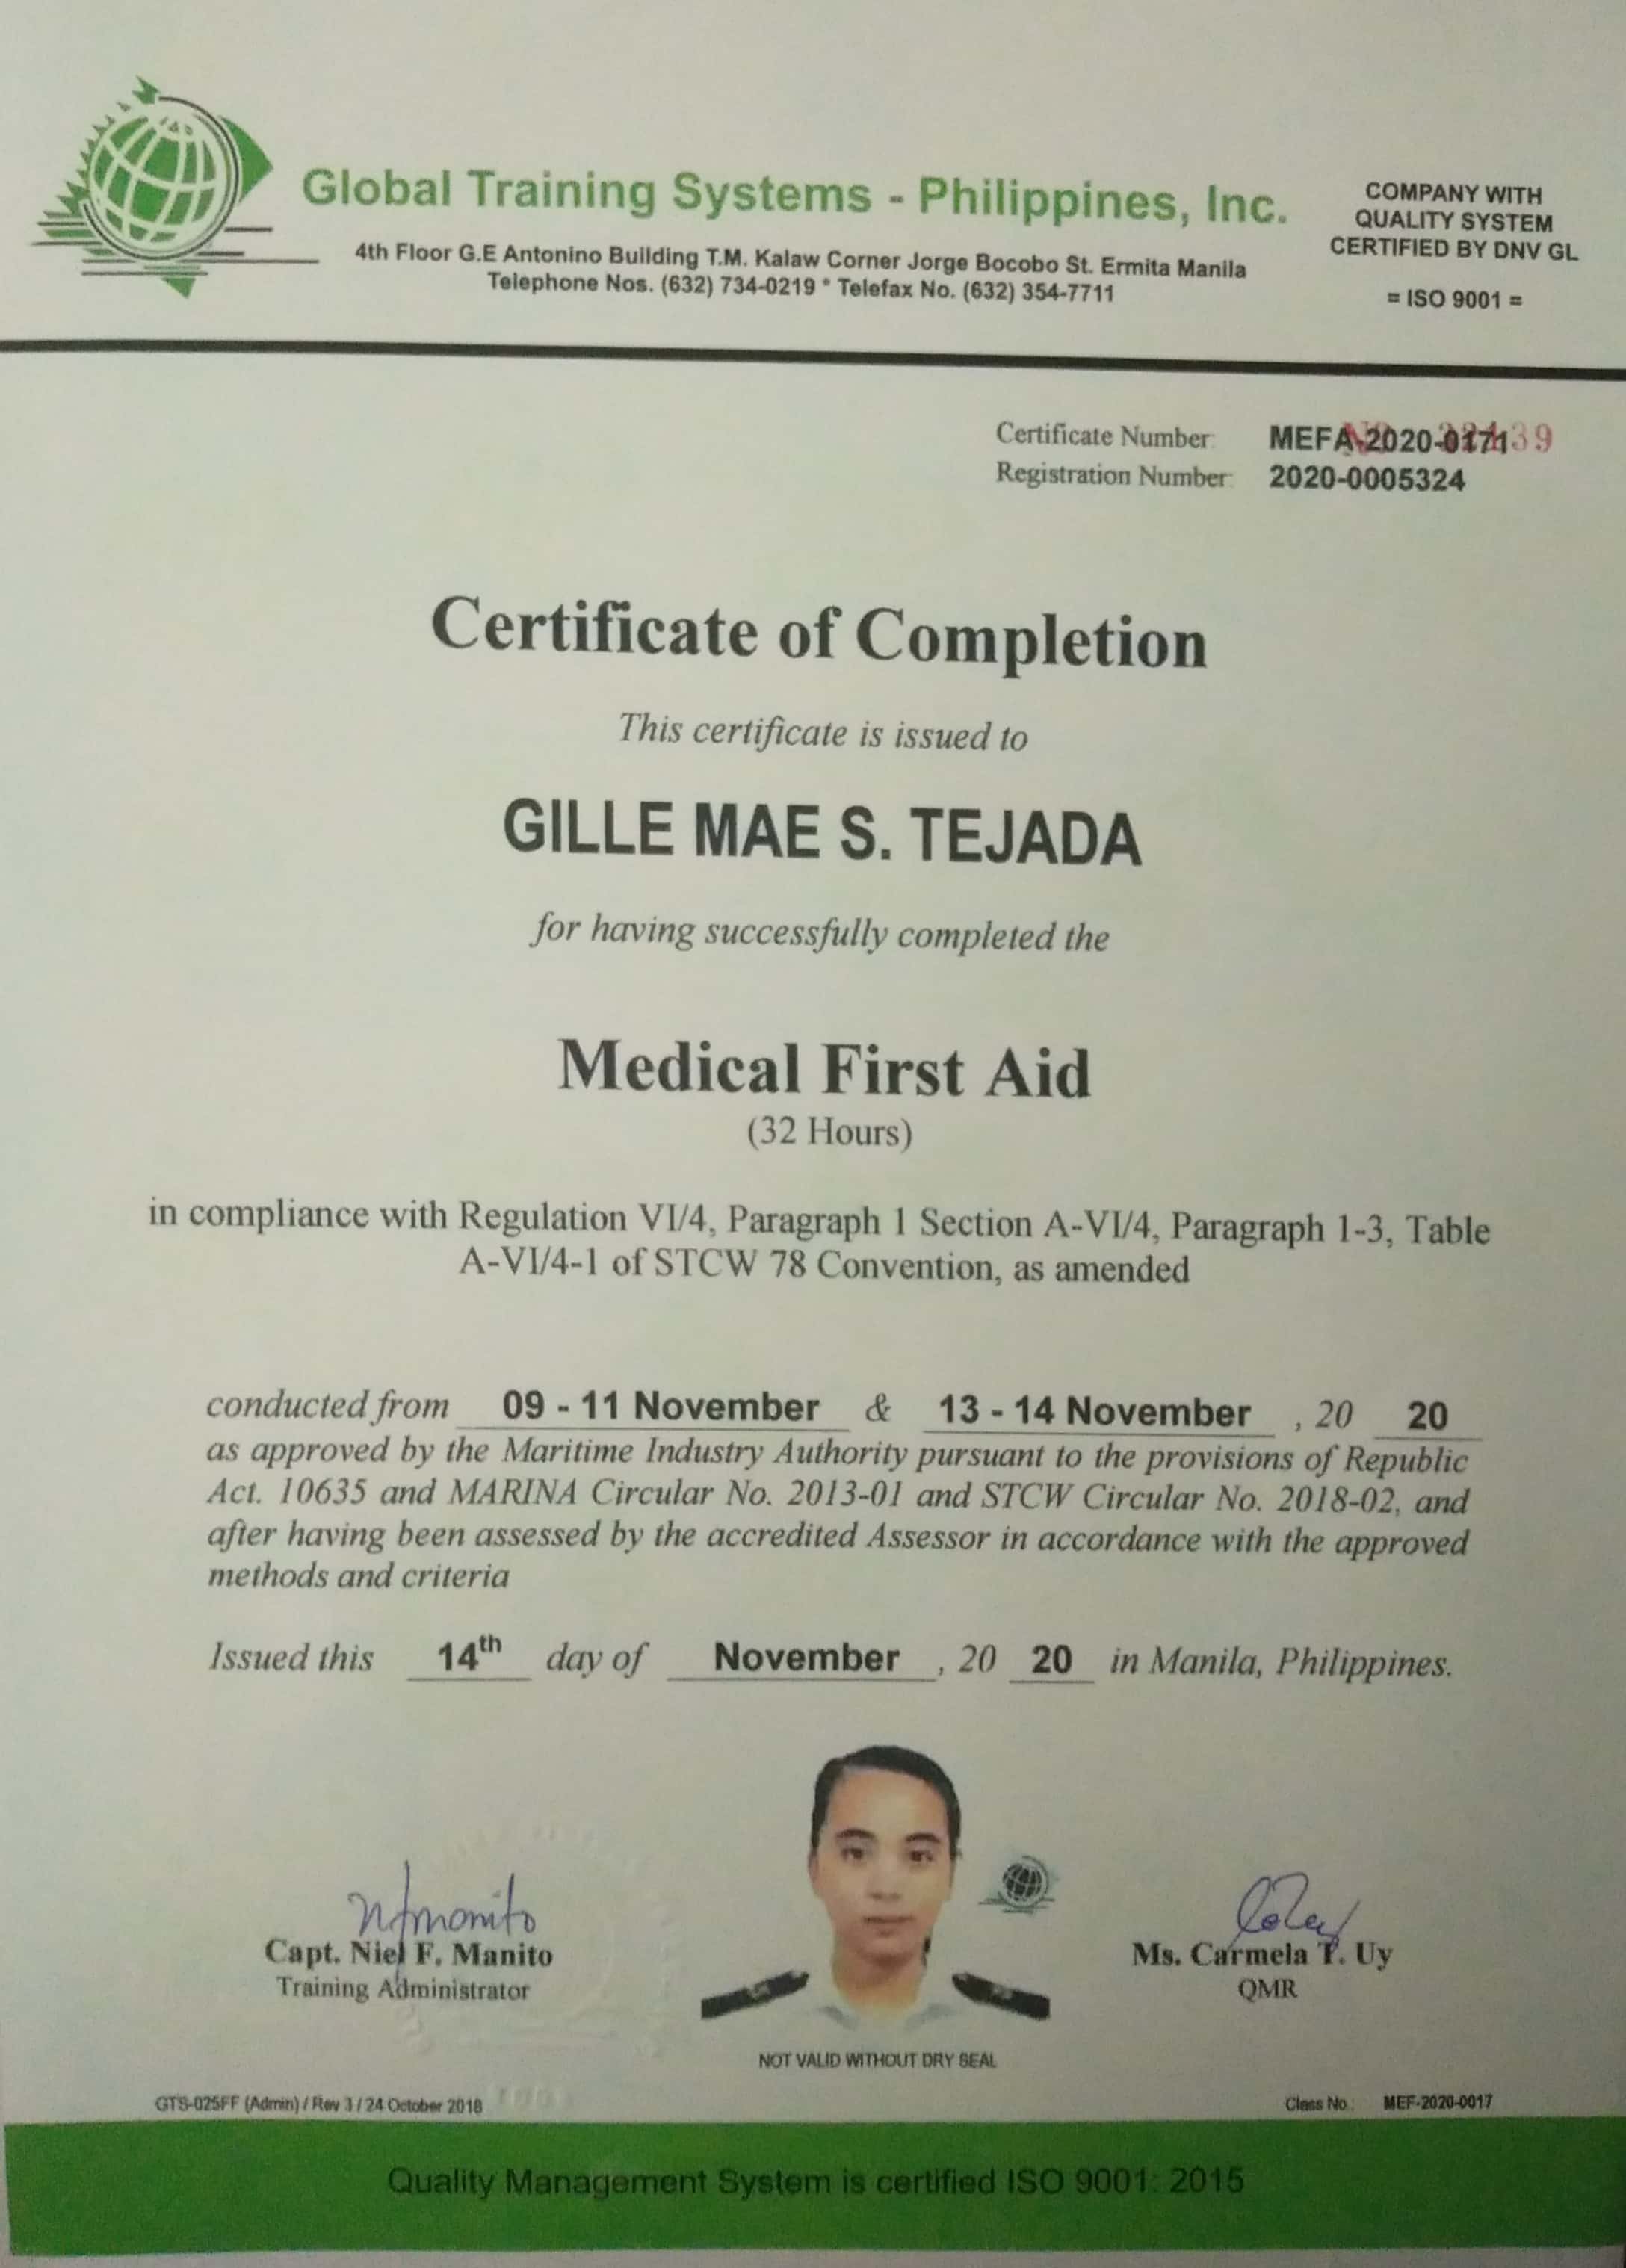 Global Training Systems - Philippines, Inc.
4th Floor G.E Antonino Building T.M. Kalaw Corner Jorge Bocobo St. Ermita Manila
Telephone Nos. (632) 734-0219 * Telefax No. (632) 354-7711
COMPANY WITH
QUALITY SYSTEM
CERTIFIED BY DNV GL
= ISO 9001 =
Certificate Number: MEFA-2020-0171
Registration Number: 2020-0005324
Certificate of Completion
This certificate is issued to
GILLE MAE S. TEJADA
for having successfully completed the
Medical First Aid
(32 Hours)
in compliance with Regulation VI/4, Paragraph 1 Section A-VI/4, Paragraph 1-3, Table
A-VI/4-1 of STCW 78 Convention, as amended
conducted from 09 - 11 November & 13 - 14 November , 20 20
as approved by the Maritime Industry Authority pursuant to the provisions of Republic
Act. 10635 and MARINA Circular No. 2013-01 and STCW Circular No. 2018-02, and
after having been assessed by the accredited Assessor in accordance with the approved
methods and criteria
Issued this 14th day of November , 20 20 in Manila, Philippines.
Capt. Niel F. Manito
Training Administrator
Ms. Carmela T. Uy
QMR
NOT VALID WITHOUT DRY SEAL
GTS-025FF (Admin) / Rev 3 / 24 October 2018
Class No.: MEF-2020-0017
Quality Management System is certified ISO 9001: 2015